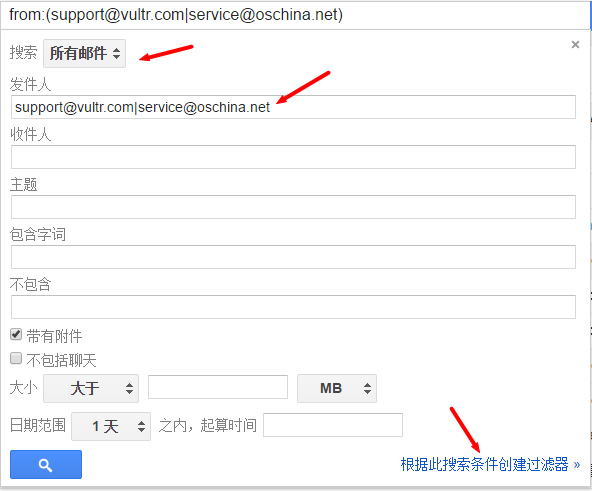 from:(support@vultr.com|service@oschina.net)
搜索 所有邮件
×
发件人
support@vultr.com|service@oschina.net
收件人
主题
包含字词
不包含
带有附件
不包括聊天
大小 大于 MB
日期范围 1 天 之内，起算时间
根据此搜索条件创建过滤器 »